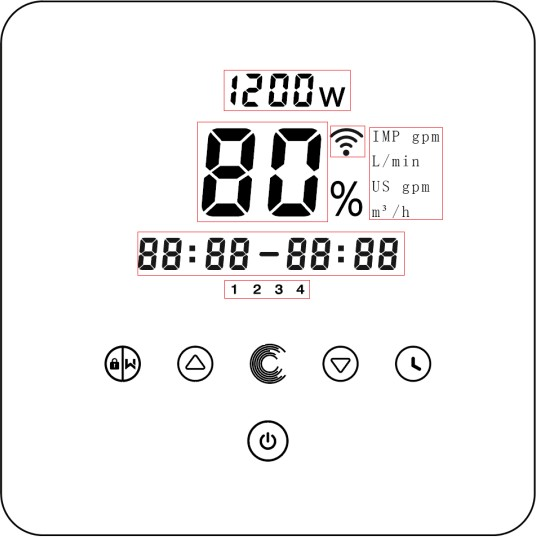 1200W
80%
IMP gpm
L/min
US gpm
m³/h
88:88-88:88
1 2 3 4